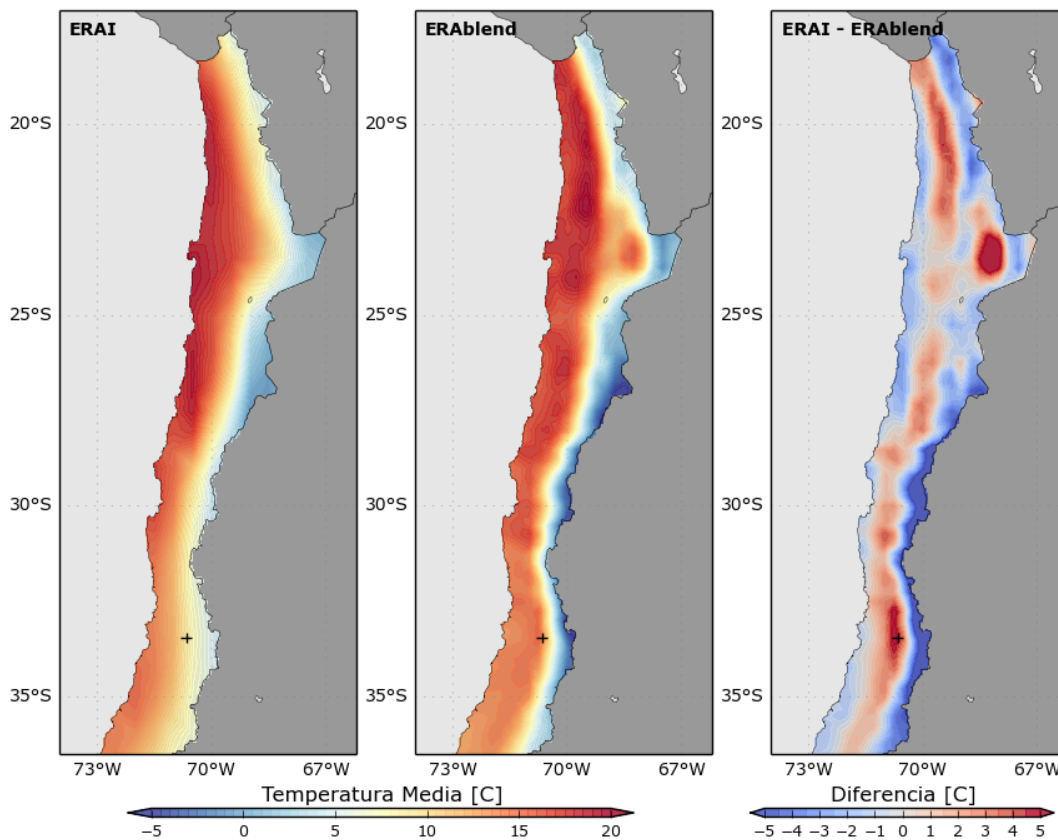 ERAI
ERAblend
ERAI - ERAblend
20°S
20°S
20°S
25°S
25°S
25°S
30°S
30°S
30°S
35°S
35°S
35°S
73°W 70°W 67°W
73°W 70°W 67°W
73°W 70°W 67°W
Temperatura Media [C]
−5 0 5 10 15 20
Diferencia [C]
−5 −4 −3 −2 −1 0 1 2 3 4 5